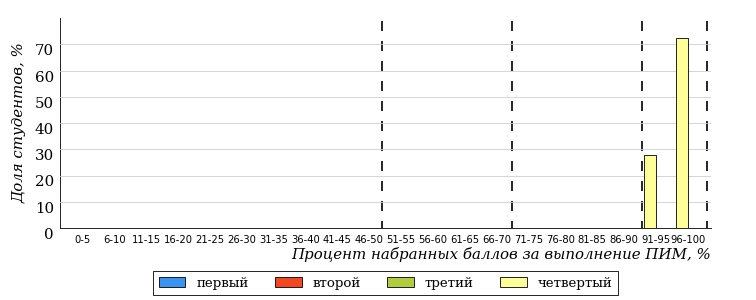 Доля студентов, %
70
60
50
40
30
20
10
0
0-5 6-10 11-15 16-20 21-25 26-30 31-35 36-40 41-45 46-50 51-55 56-60 61-65 66-70 71-75 76-80 81-85 86-90 91-95 96-100
Процент набранных баллов за выполнение ПИМ, %
первый второй третий четвертый